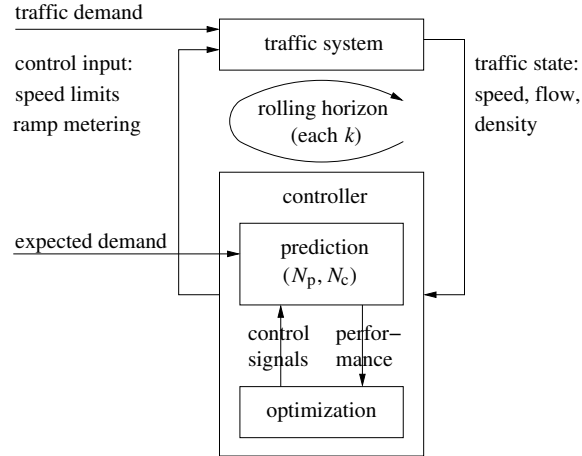 traffic demand
traffic system
control input:
speed limits
ramp metering
traffic state:
speed, flow,
density
rolling horizon
(each k)
controller
expected demand
prediction
(Np, Nc)
control
signals
perfor−
mance
optimization